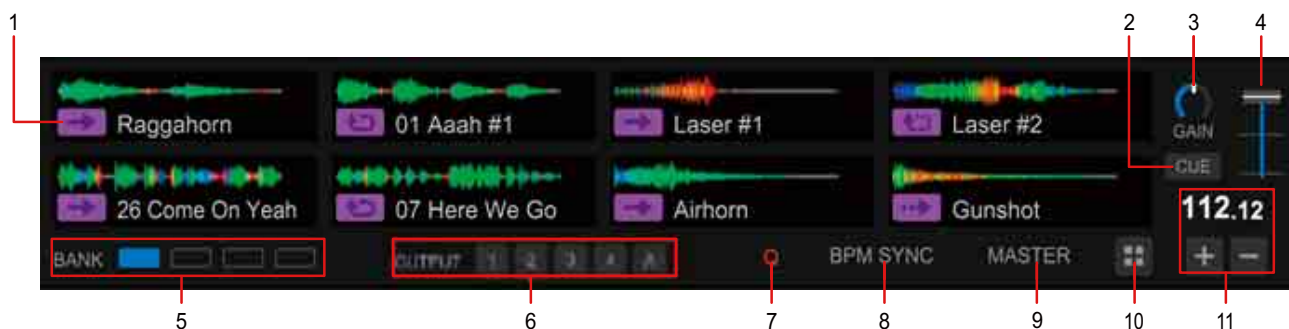 1 2 3 4
Raggahorn 01 Aaah #1 Laser #1 Laser #2 GAIN
CUE
26 Come On Yeah 07 Here We Go Airhorn Gunshot 112.12
BANK OUTPUT 1 2 3 4 A Q BPM SYNC MASTER + −
5 6 7 8 9 10 11